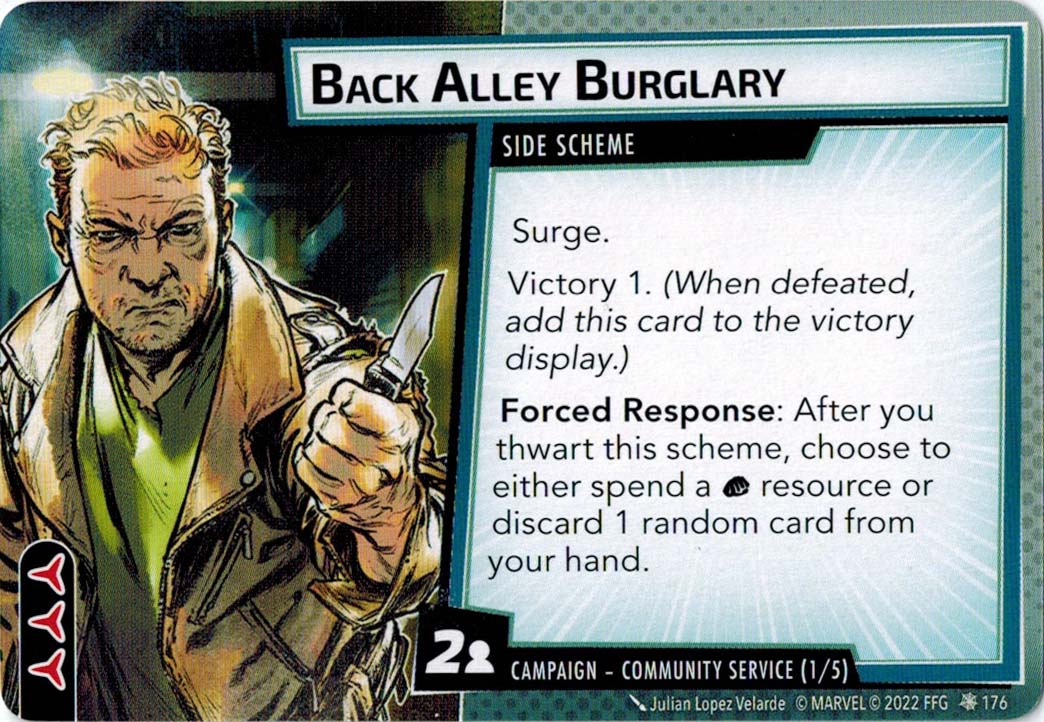 BACK ALLEY BURGLARY
SIDE SCHEME
Surge.
Victory 1. (When defeated,
add this card to the victory
display.)
Forced Response: After you
thwart this scheme, choose to
either spend a resource or
discard 1 random card from
your hand.
2
CAMPAIGN – COMMUNITY SERVICE (1/5)
Julian Lopez Velarde © MARVEL © 2022 FFG 176